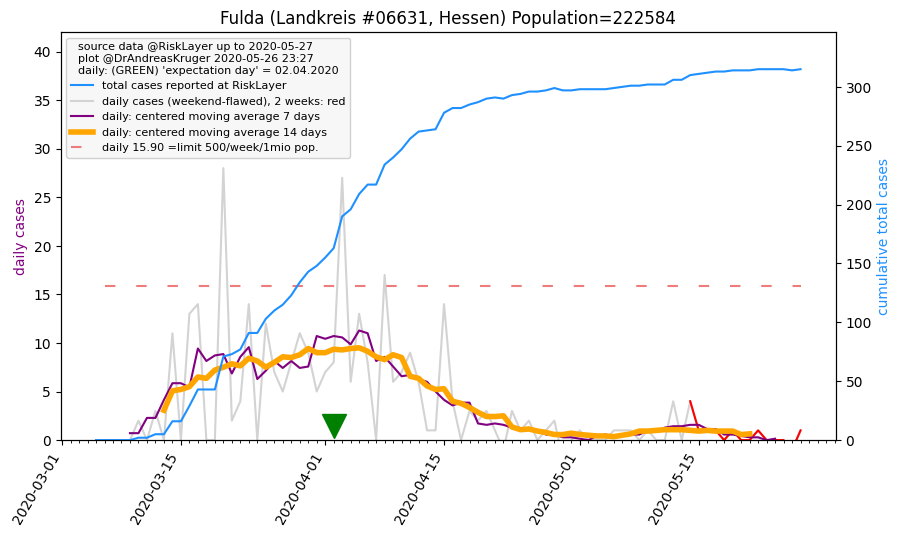 Fulda (Landkreis #06631, Hessen) Population=222584
source data @RiskLayer up to 2020-05-27
plot @DrAndreasKruger 2020-05-26 23:27
daily: (GREEN) 'expectation day' = 02.04.2020
total cases reported at RiskLayer
daily cases (weekend-flawed), 2 weeks: red
daily: centered moving average 7 days
daily: centered moving average 14 days
daily 15.90 =limit 500/week/1mio pop.
daily cases
40
35
30
25
20
15
10
5
0
cumulative total cases
300
250
200
150
100
50
0
2020-03-01
2020-03-15
2020-04-01
2020-04-15
2020-05-01
2020-05-15